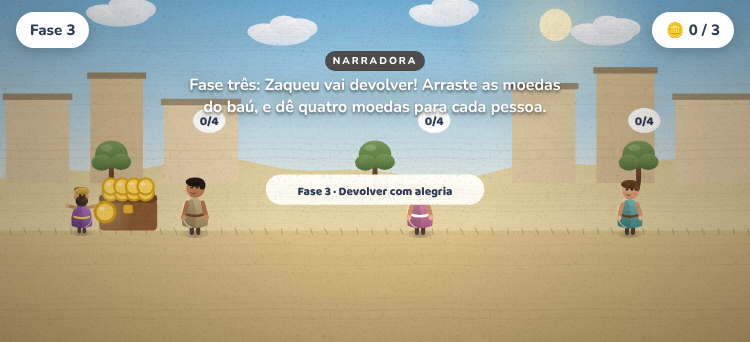 Fase 3
0 / 3
NARRADORA
Fase três: Zaqueu vai devolver! Arraste as moedas
do baú, e dê quatro moedas para cada pessoa.
0/4
0/4
0/4
Fase 3 · Devolver com alegria